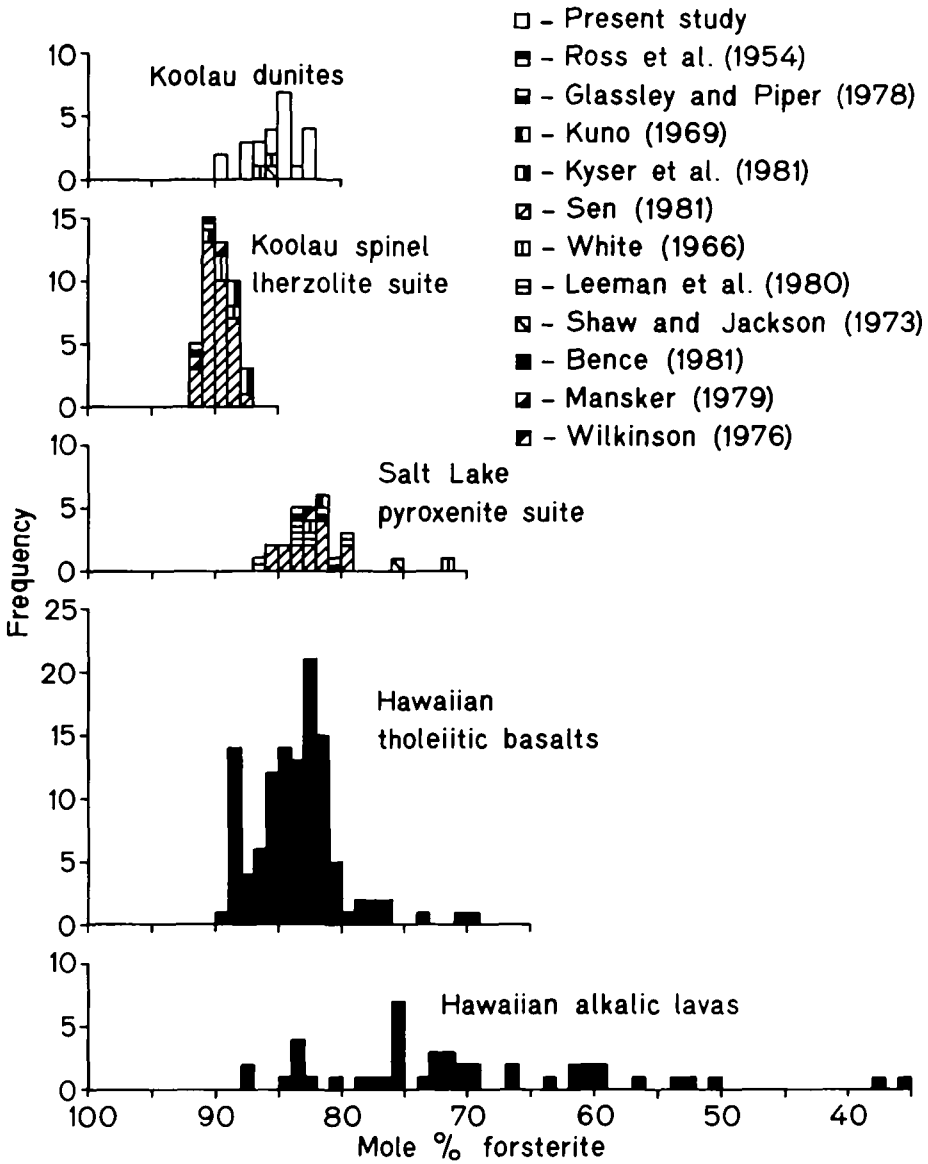 Present study
Ross et al. (1954)
Glassley and Piper (1978)
Kuno (1969)
Kyser et al. (1981)
Sen (1981)
White (1966)
Leeman et al. (1980)
Shaw and Jackson (1973)
Bence (1981)
Mansker (1979)
Wilkinson (1976)
Koolau dunites
10
5
0
Koolau spinel
lherzolite suite
15
10
5
0
Salt Lake
pyroxenite suite
10
5
0
Frequency
Hawaiian
tholeiitic basalts
25
20
15
10
5
0
Hawaiian alkalic lavas
10
5
0
100 90 80 70 60 50 40
Mole % forsterite